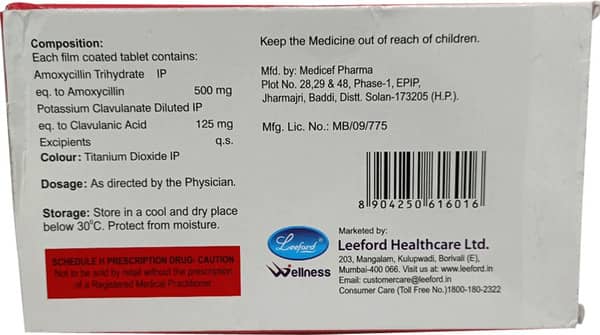 Composition:
Each film coated tablet contains:
Amoxycillin Trihydrate IP
eq. to Amoxycillin 500 mg
Potassium Clavulanate Diluted IP
eq. to Clavulanic Acid 125 mg
Excipients q.s.
Colour: Titanium Dioxide IP
Dosage: As directed by the Physician.
Storage: Store in a cool and dry place
below 30°C. Protect from moisture.
SCHEDULE H PRESCRIPTION DRUG- CAUTION
Not to be sold by retail without the prescription
of a Registered Medical Practitioner.
Keep the Medicine out of reach of children.
Mfd. by: Medicef Pharma
Plot No. 28,29 & 48, Phase-1, EPIP,
Jharmajri, Baddi, Distt. Solan-173205 (H.P.).
Mfg. Lic. No.: MB/09/775
8 904250 616016
Leeford
Wellness
Marketed by:
Leeford Healthcare Ltd.
203, Mangalam, Kulupwadi, Borivali (E),
Mumbai-400 066. Visit us at: www.leeford.in
Email: customercare@leeford.in
Consumer Care (Toll Free No.)1800-180-2322